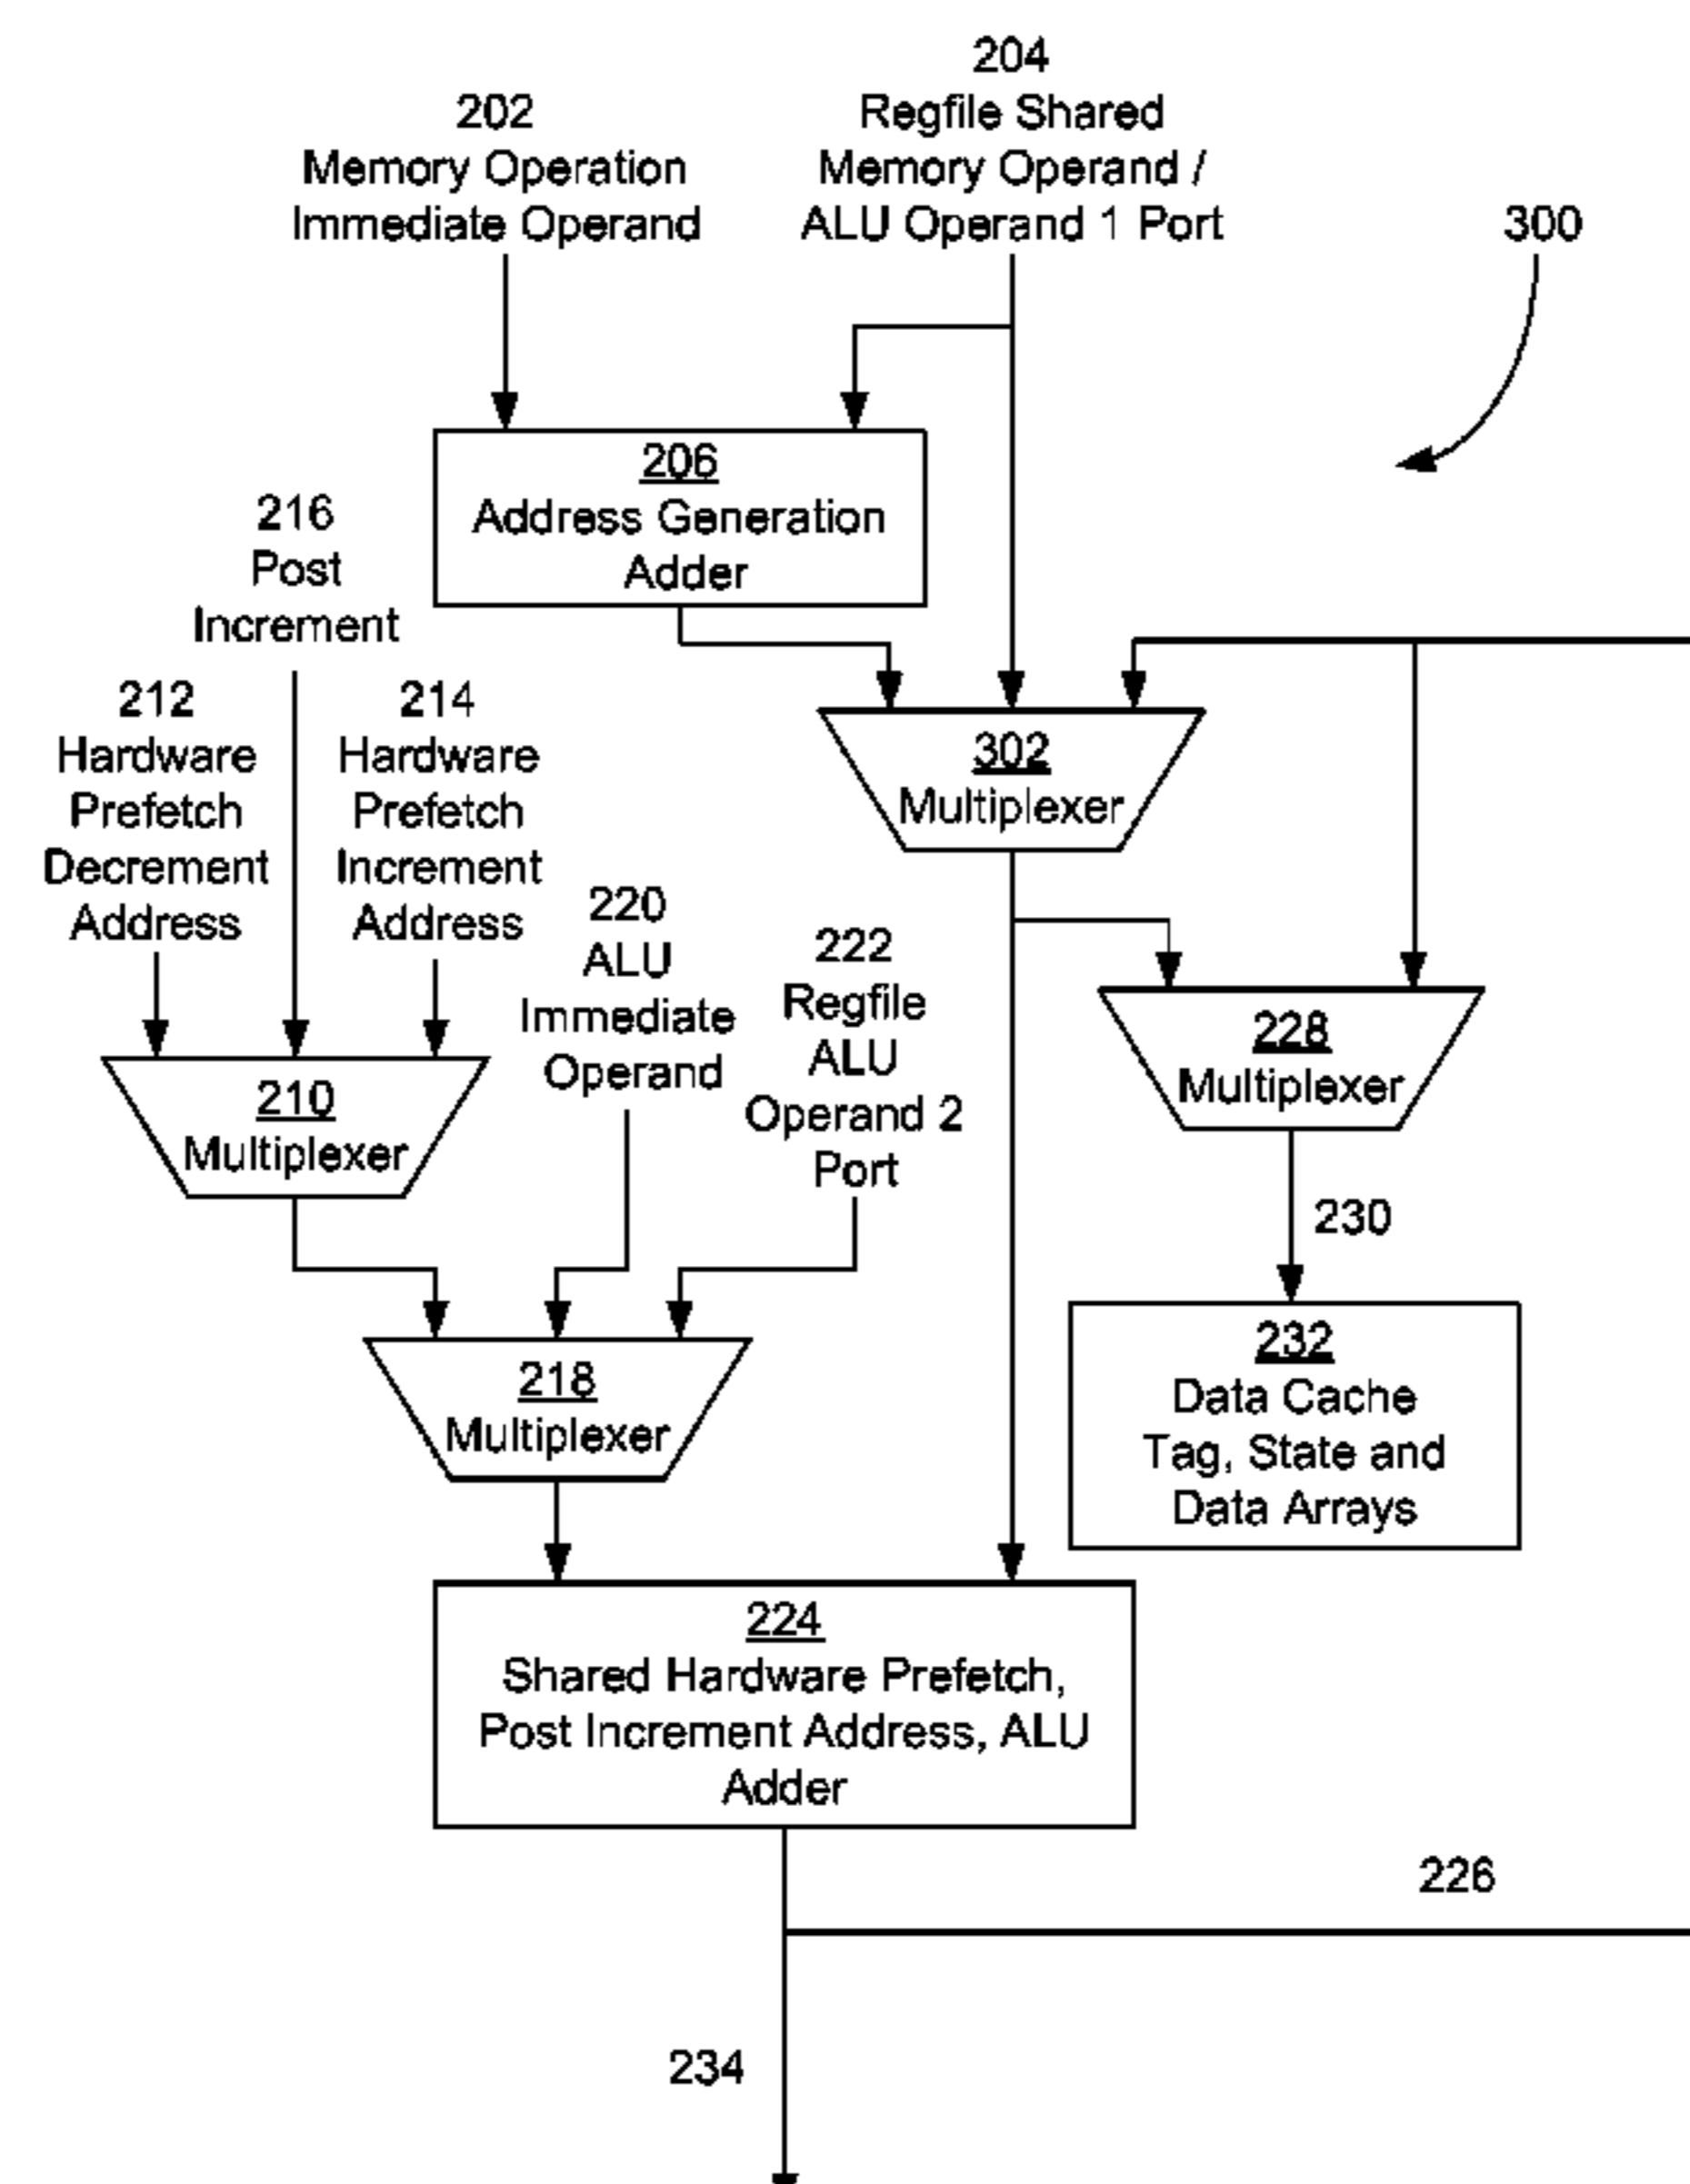 204
Regfile Shared
Memory Operand /
ALU Operand 1 Port
202
Memory Operation
Immediate Operand
300
206
Address Generation
Adder
216
Post
Increment
212
Hardware
Prefetch
Decrement
Address
214
Hardware
Prefetch
Increment
Address
302
Multiplexer
220
ALU
Immediate
Operand
222
Regfile
ALU
Operand 2
Port
228
Multiplexer
210
Multiplexer
230
218
Multiplexer
232
Data Cache
Tag, State and
Data Arrays
224
Shared Hardware Prefetch,
Post Increment Address, ALU
Adder
226
234